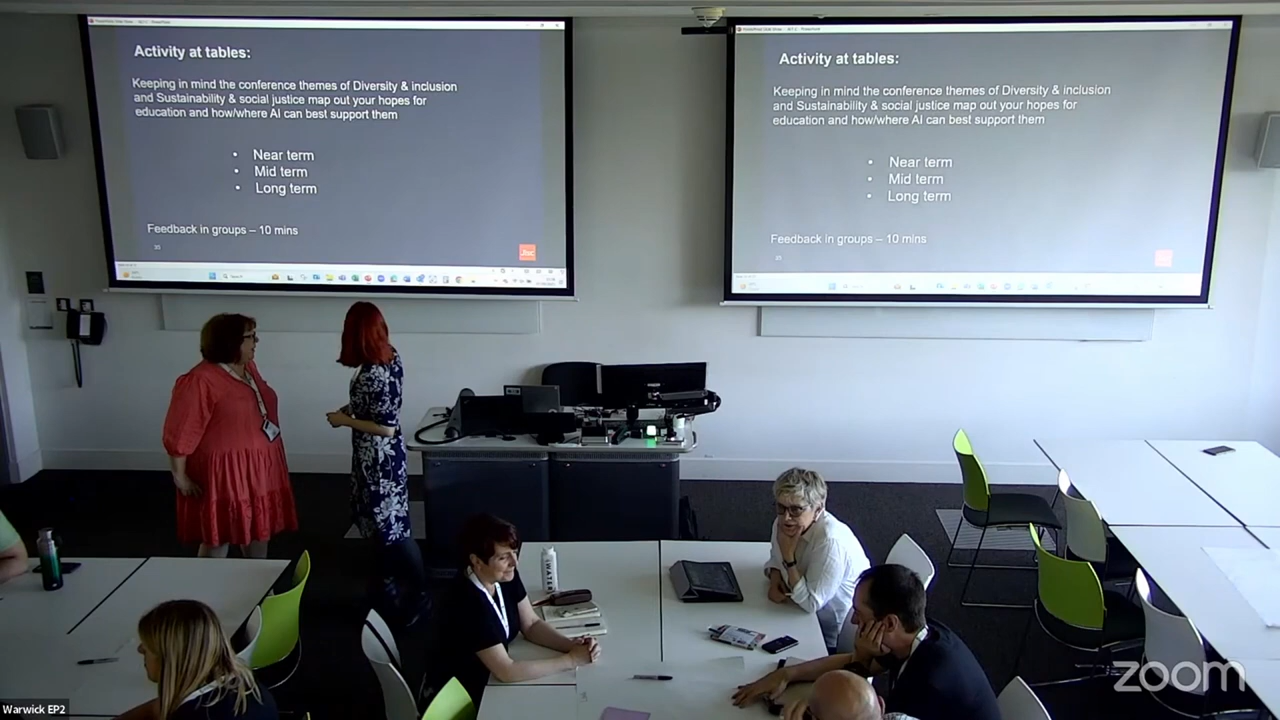 Activity at tables:
Keeping in mind the conference themes of Diversity & inclusion
and Sustainability & social justice map out your hopes for
education and how/where AI can best support them
• Near term
• Mid term
• Long term
Feedback in groups – 10 mins
Jisc
Activity at tables:
Keeping in mind the conference themes of Diversity & inclusion
and Sustainability & social justice map out your hopes for
education and how/where AI can best support them
• Near term
• Mid term
• Long term
Feedback in groups – 10 mins
Jisc
WATER
zoom
Warwick EP2